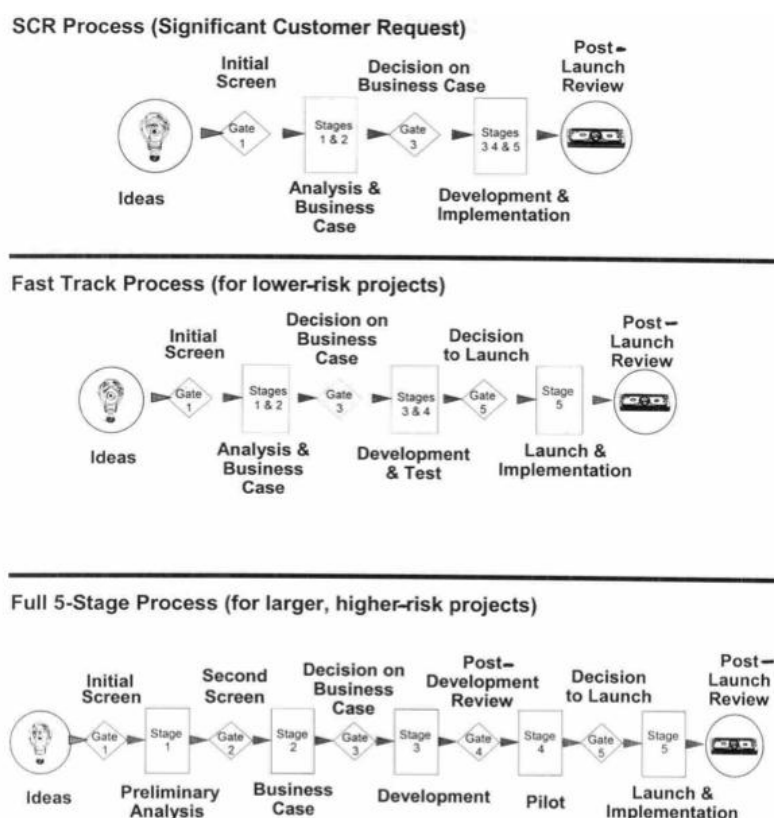 SCR Process (Significant Customer Request)
Initial
Screen
Decision on
Business Case
Post-
Launch
Review
Gate
1
Stages
1 & 2
Gate
3
Stages
3 4 & 5
Ideas
Analysis &
Business
Case
Development &
Implementation
Fast Track Process (for lower-risk projects)
Initial
Screen
Decision on
Business
Case
Decision
to Launch
Post-
Launch
Review
Gate
1
Stages
1 & 2
Gate
3
Stages
3 & 4
Gate
5
Stage
5
Ideas
Analysis &
Business
Case
Development
& Test
Launch &
Implementation
Full 5-Stage Process (for larger, higher-risk projects)
Initial
Screen
Second
Screen
Decision on
Business
Case
Post-
Development
Review
Decision
to Launch
Post-
Launch
Review
Gate
1
Stage
1
Gate
2
Stage
2
Gate
3
Stage
3
Gate
4
Stage
4
Gate
5
Stage
5
Ideas
Preliminary
Analysis
Business
Case
Development
Pilot
Launch &
Implementation